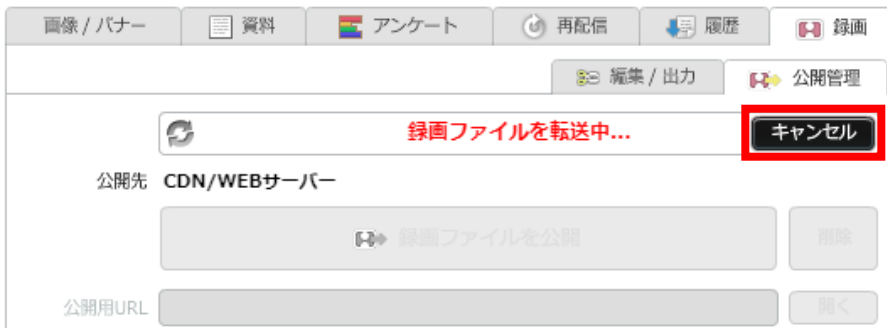 画像 / バナー 資料 アンケート 再配信 履歴 録画
編集 / 出力 公開管理
録画ファイルを転送中... キャンセル
公開先 CDN/WEBサーバー
録画ファイルを公開 削除
公開用URL 開く